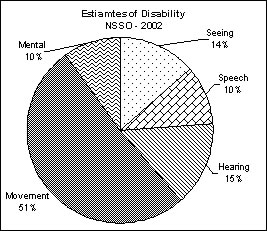 Estiamtes of Disability
NSSO - 2002
Seeing
14%
Mental
10%
Speech
10%
Hearing
15%
Movement
51%